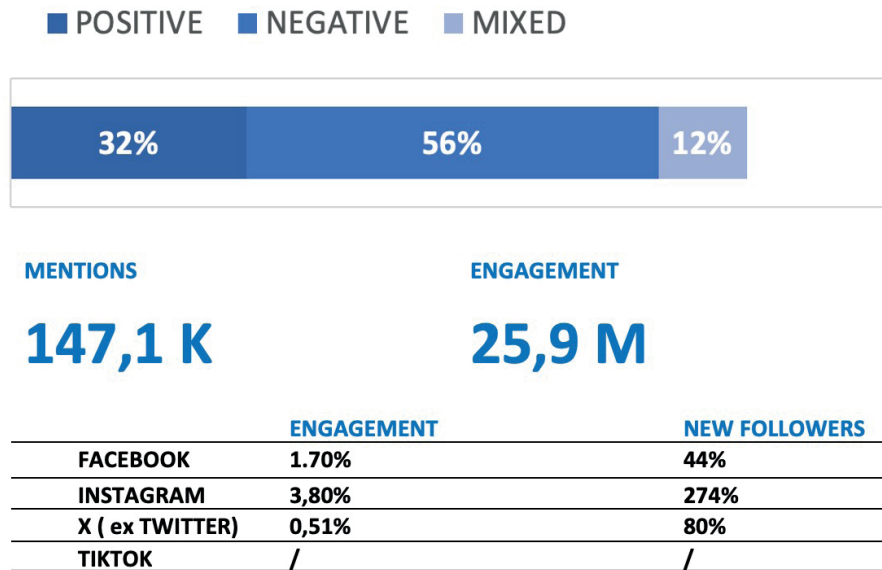 POSITIVE NEGATIVE MIXED
32% 56% 12%
MENTIONS ENGAGEMENT
147,1 K 25,9 M
ENGAGEMENT NEW FOLLOWERS
FACEBOOK 1.70% 44%
INSTAGRAM 3,80% 274%
X ( ex TWITTER) 0,51% 80%
TIKTOK / /